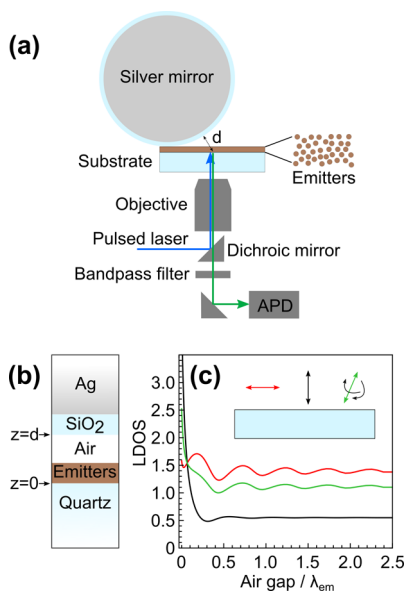 (a)
Silver mirror
d
Substrate
Emitters
Objective
Pulsed laser
Dichroic mirror
Bandpass filter
APD
(b)
Ag
SiO2
z=d
Air
Emitters
z=0
Quartz
(c)
LDOS
3.5
3.0
2.5
2.0
1.5
1.0
0.5
0
0 0.5 1.0 1.5 2.0 2.5
Air gap / λem